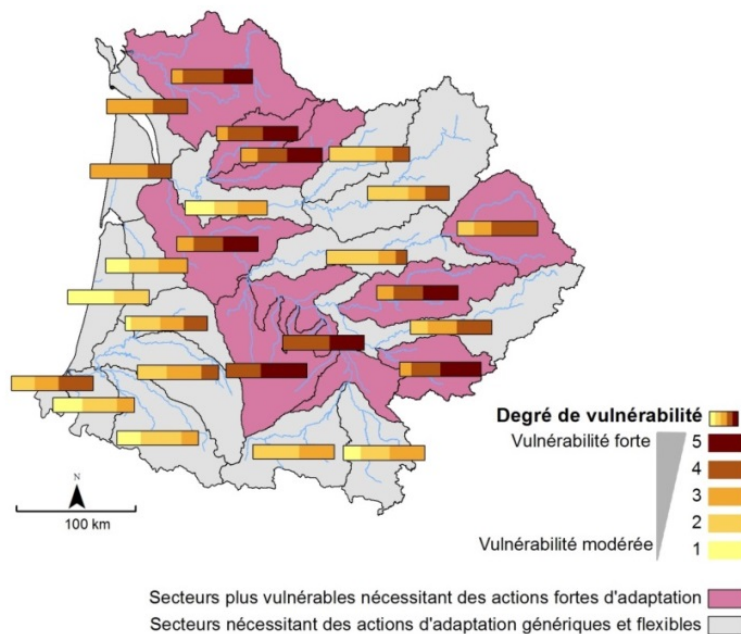 Degré de vulnérabilité
Vulnérabilité forte
5
4
3
2
Vulnérabilité modérée
1
N
100 km
Secteurs plus vulnérables nécessitant des actions fortes d'adaptation
Secteurs nécessitant des actions d'adaptation génériques et flexibles